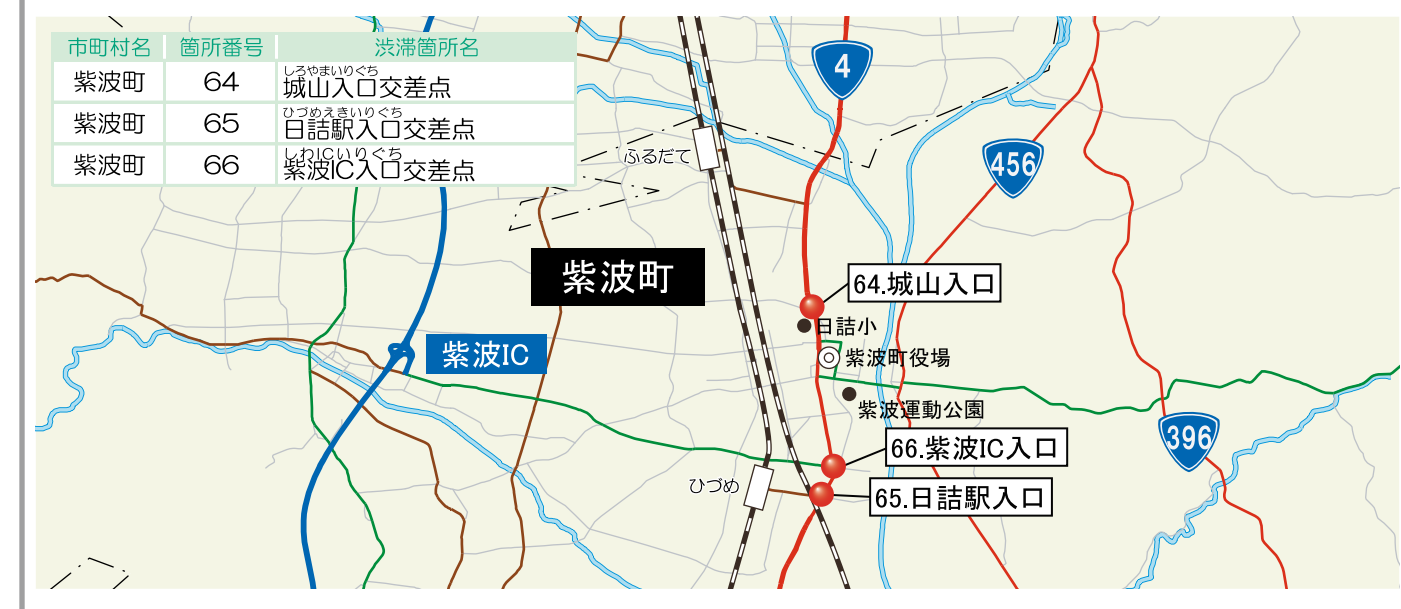 市町村名 箇所番号 渋滞箇所名
しろやまいりぐち
紫波町 64 城山入口交差点
ひづめえきいりぐち
紫波町 65 日詰駅入口交差点
しわICいりぐち
紫波町 66 紫波IC入口交差点
4
ふるだて
456
紫波町
64.城山入口
日詰小
紫波IC
紫波町役場
紫波運動公園
396
66.紫波IC入口
ひづめ
65.日詰駅入口